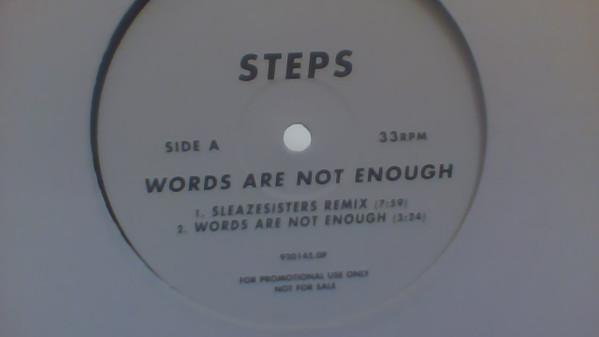 STEPS
SIDE A 33RPM
WORDS ARE NOT ENOUGH
1. SLEAZESISTERS REMIX (7:59)
2. WORDS ARE NOT ENOUGH (3:24)
FOR PROMOTIONAL USE ONLY
NOT FOR SALE